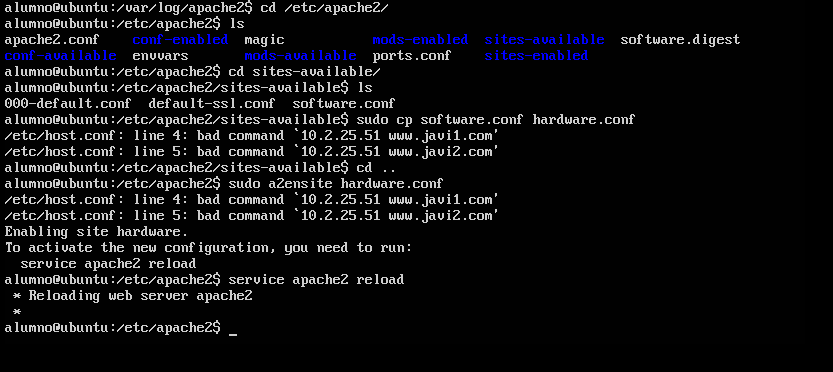 alumno@ubuntu:/var/log/apache2$ cd /etc/apache2/
alumno@ubuntu:/etc/apache2$ ls
apache2.conf    conf-enabled  magic           mods-enabled  sites-available  software.digest
conf-available  envvars       mods-available  ports.conf    sites-enabled
alumno@ubuntu:/etc/apache2$ cd sites-available/
alumno@ubuntu:/etc/apache2/sites-available$ ls
000-default.conf  default-ssl.conf  software.conf
alumno@ubuntu:/etc/apache2/sites-available$ sudo cp software.conf hardware.conf
/etc/host.conf: line 4: bad command `10.2.25.51 www.javi1.com'
/etc/host.conf: line 5: bad command `10.2.25.51 www.javi2.com'
alumno@ubuntu:/etc/apache2/sites-available$ cd ..
alumno@ubuntu:/etc/apache2$ sudo a2ensite hardware.conf
/etc/host.conf: line 4: bad command `10.2.25.51 www.javi1.com'
/etc/host.conf: line 5: bad command `10.2.25.51 www.javi2.com'
Enabling site hardware.
To activate the new configuration, you need to run:
  service apache2 reload
alumno@ubuntu:/etc/apache2$ service apache2 reload
 * Reloading web server apache2
 *
alumno@ubuntu:/etc/apache2$ _